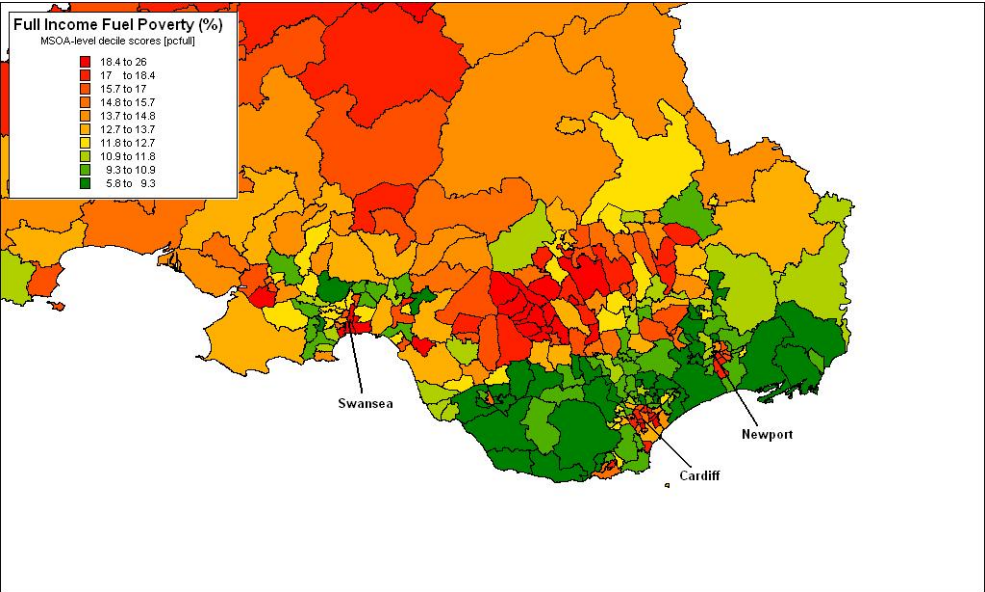 Full Income Fuel Poverty (%)
MSOA-level decile scores [pcfull]
18.4 to 26
17 to 18.4
15.7 to 17
14.8 to 15.7
13.7 to 14.8
12.7 to 13.7
11.8 to 12.7
10.9 to 11.8
9.3 to 10.9
5.8 to 9.3
Swansea
Newport
Cardiff